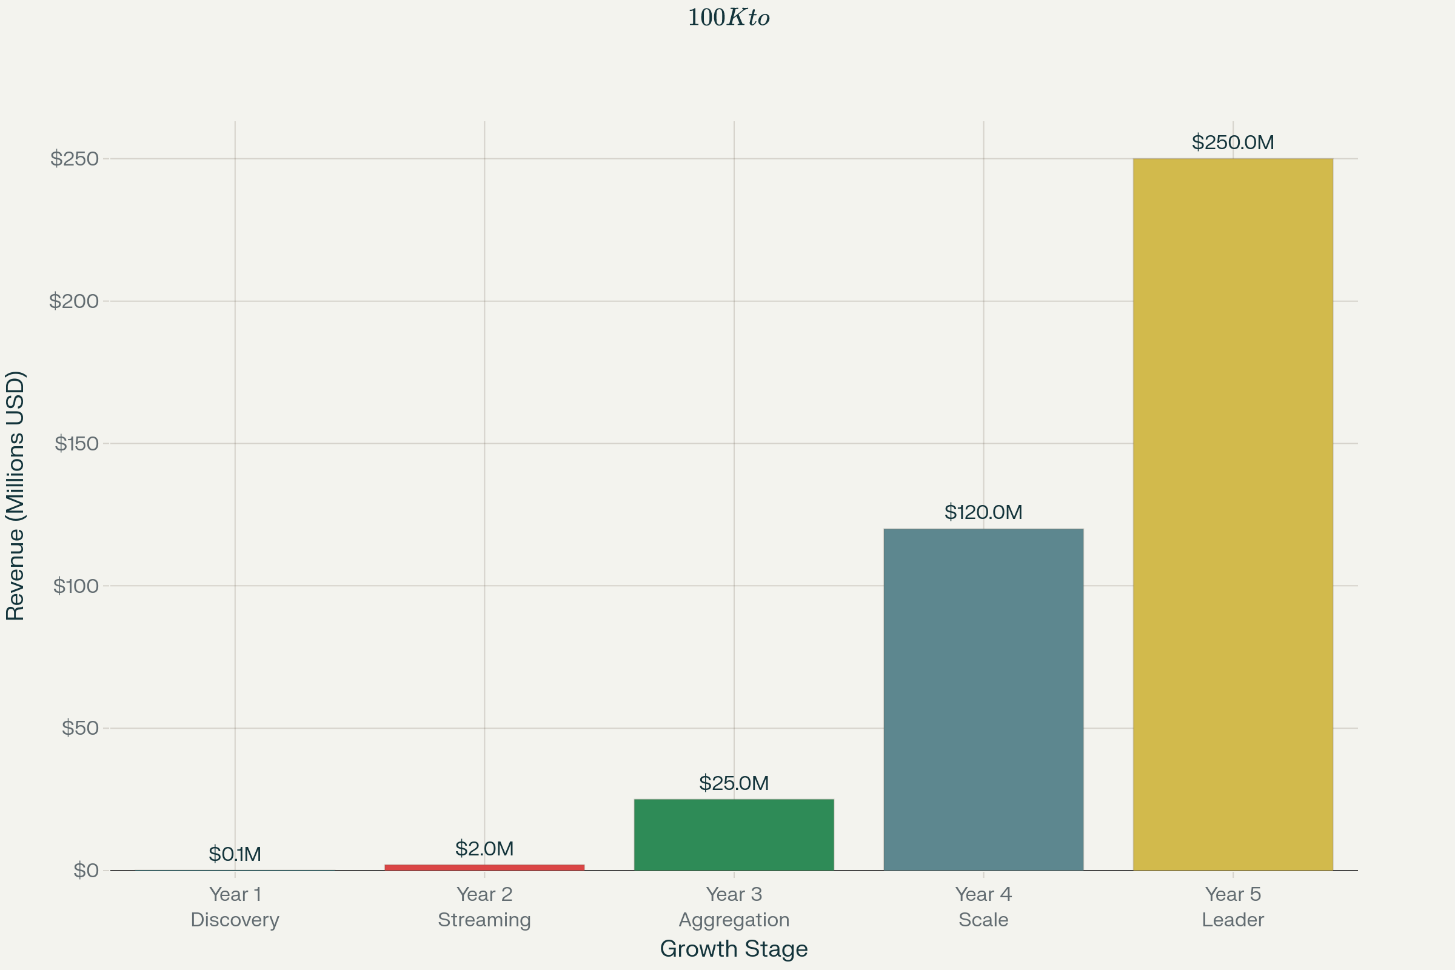 100Kto
$250
$200
$150
$100
$50
$0
Revenue (Millions USD)
$0.1M
$2.0M
$25.0M
$120.0M
$250.0M
Year 1
Discovery
Year 2
Streaming
Year 3
Aggregation
Year 4
Scale
Year 5
Leader
Growth Stage